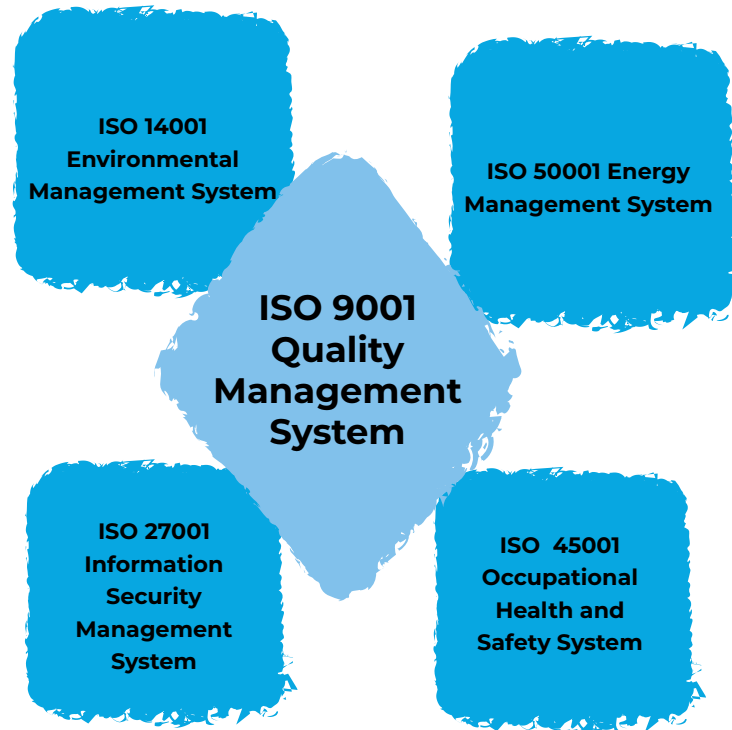 ISO 14001
Environmental
Management System
ISO 50001 Energy
Management System
ISO 9001
Quality
Management
System
ISO 27001
Information
Security
Management
System
ISO  45001
Occupational
Health and
Safety System